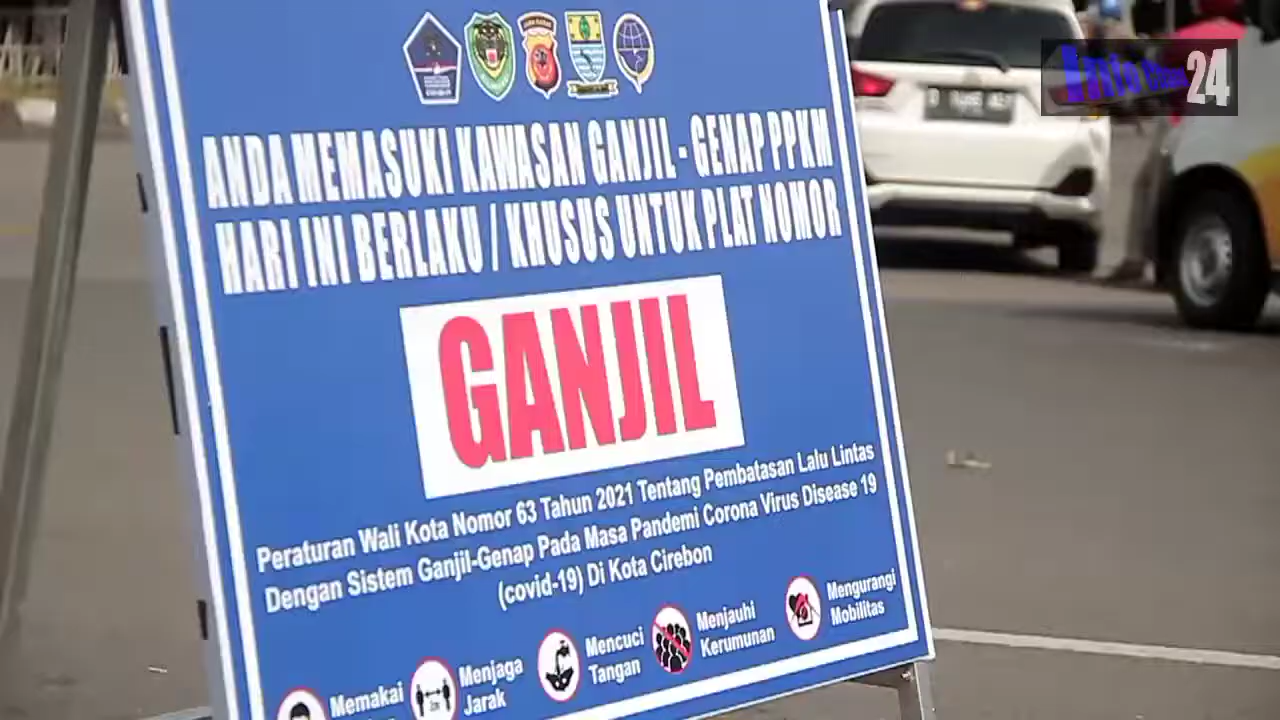 ANDA MEMASUKI KAWASAN GANJIL - GENAP PPKM
HARI INI BERLAKU / KHUSUS UNTUK PLAT NOMOR
GANJIL
Peraturan Wali Kota Nomor 63 Tahun 2021 Tentang Pembatasan Lalu Lintas
Dengan Sistem Ganjil-Genap Pada Masa Pandemi Corona Virus Disease 19
(covid-19) Di Kota Cirebon
Memakai
Menjaga
Jarak
Mencuci
Tangan
Menjauhi
Kerumunan
Mengurangi
Mobilitas
24